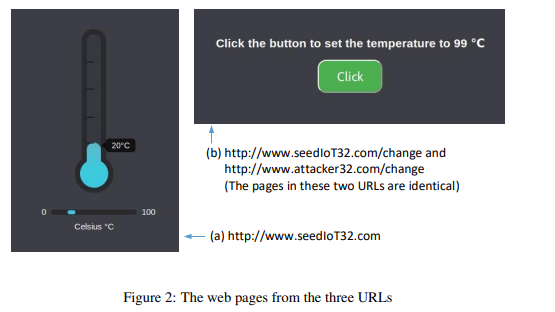 Click the button to set the temperature to 99 °C
Click
20°C
0 100
Celsius °C
(b) http://www.seedIoT32.com/change and
http://www.attacker32.com/change
(The pages in these two URLs are identical)
(a) http://www.seedIoT32.com
Figure 2: The web pages from the three URLs